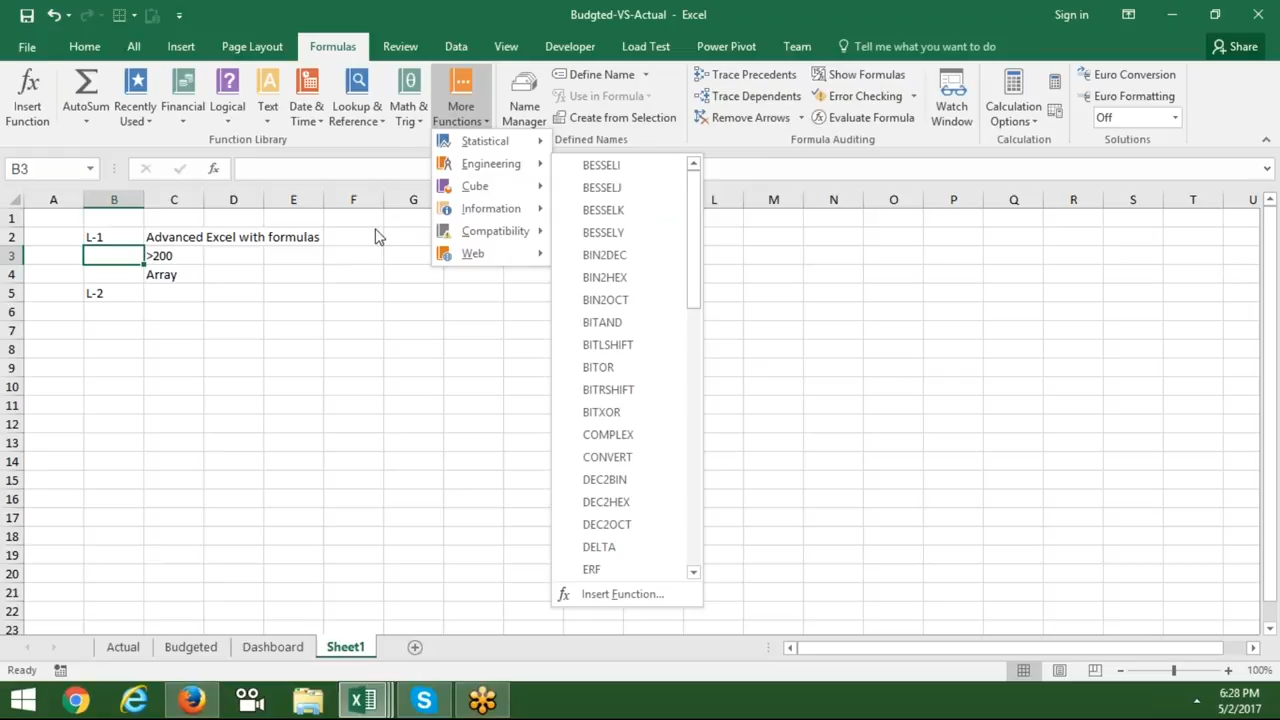 Budgted-VS-Actual - Excel
Sign in
File Home All Insert Page Layout Formulas Review Data View Developer Load Test Power Pivot Team Tell me what you want to do Share
Insert Function
AutoSum
Recently Used
Financial
Logical
Text
Date & Time
Lookup & Reference
Math & Trig
More Functions
Name Manager
Define Name
Use in Formula
Create from Selection
Trace Precedents
Trace Dependents
Remove Arrows
Show Formulas
Error Checking
Evaluate Formula
Watch Window
Calculation Options
Euro Conversion
Euro Formatting
Off
Function Library
Defined Names
Formula Auditing
Calculation
Solutions
Statistical
Engineering
Cube
Information
Compatibility
Web
B3
fx
BESSELI
BESSELJ
BESSELK
BESSELY
BIN2DEC
BIN2HEX
BIN2OCT
BITAND
BITLSHIFT
BITOR
BITRSHIFT
BITXOR
COMPLEX
CONVERT
DEC2BIN
DEC2HEX
DEC2OCT
DELTA
ERF
fx Insert Function...
A B C D E F G L M N O P Q R S T U
1
2 L-1 Advanced Excel with formulas
3 >200
4 Array
5 L-2
6
7
8
9
10
11
12
13
14
15
16
17
18
19
20
21
22
23
Actual Budgeted Dashboard Sheet1
Ready
100%
6:28 PM
5/2/2017